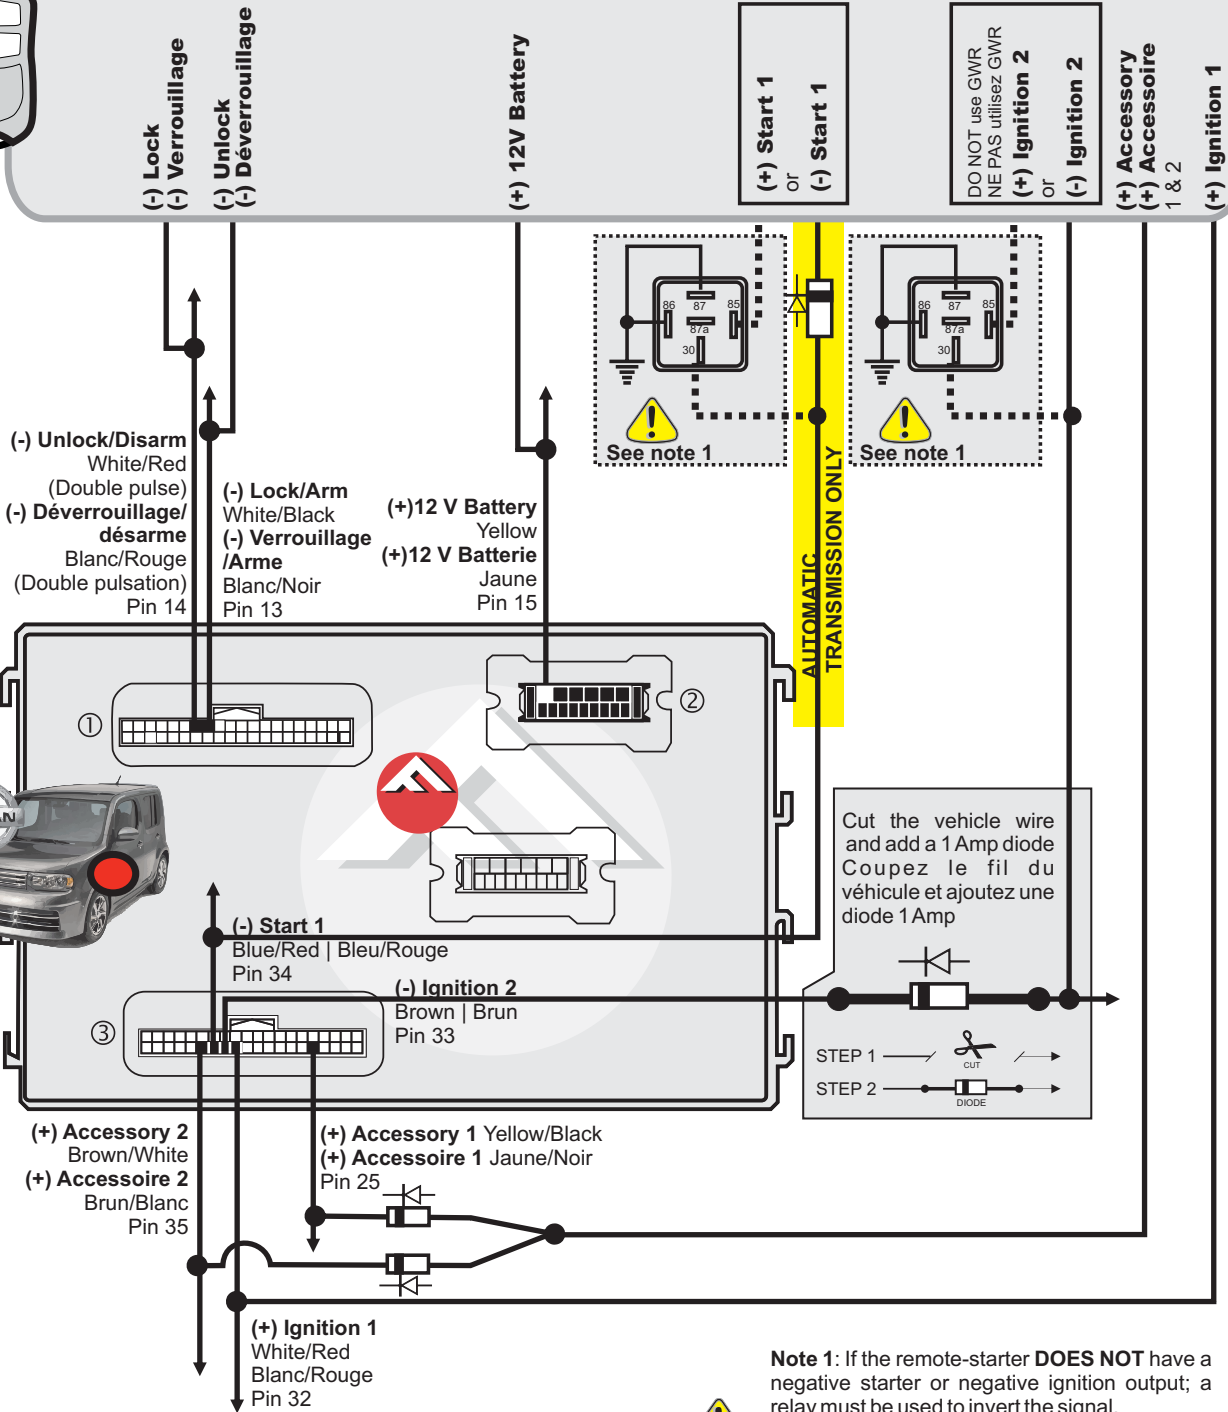 (-) Lock
(-) Verrouillage
(-) Unlock
(-) Déverrouillage
(+) 12V Battery
(+) Start 1
or
(-) Start 1
DO NOT use GWR
NE PAS utilisez GWR
(+) Ignition 2
or
(-) Ignition 2
(+) Accessory
(+) Accessoire
1 & 2
(+) Ignition 1
86
87
85
87a
30
See note 1
86
87
85
87a
30
See note 1
AUTOMATIC
TRANSMISSION ONLY
(-) Unlock/Disarm
White/Red
(Double pulse)
(-) Déverrouillage/
désarme
Blanc/Rouge
(Double pulsation)
Pin 14
(-) Lock/Arm
White/Black
(-) Verrouillage
/Arme
Blanc/Noir
Pin 13
(+)12 V Battery
Yellow
(+)12 V Batterie
Jaune
Pin 15
①
②
Cut the vehicle wire
and add a 1 Amp diode
Coupez le fil du
véhicule et ajoutez une
diode 1 Amp
(-) Start 1
Blue/Red | Bleu/Rouge
Pin 34
(-) Ignition 2
Brown | Brun
Pin 33
③
STEP 1
CUT
STEP 2
DIODE
(+) Accessory 2
Brown/White
(+) Accessoire 2
Brun/Blanc
Pin 35
(+) Accessory 1 Yellow/Black
(+) Accessoire 1 Jaune/Noir
Pin 25
(+) Ignition 1
White/Red
Blanc/Rouge
Pin 32
Note 1: If the remote-starter DOES NOT have a
negative starter or negative ignition output; a
relay must be used to invert the signal.